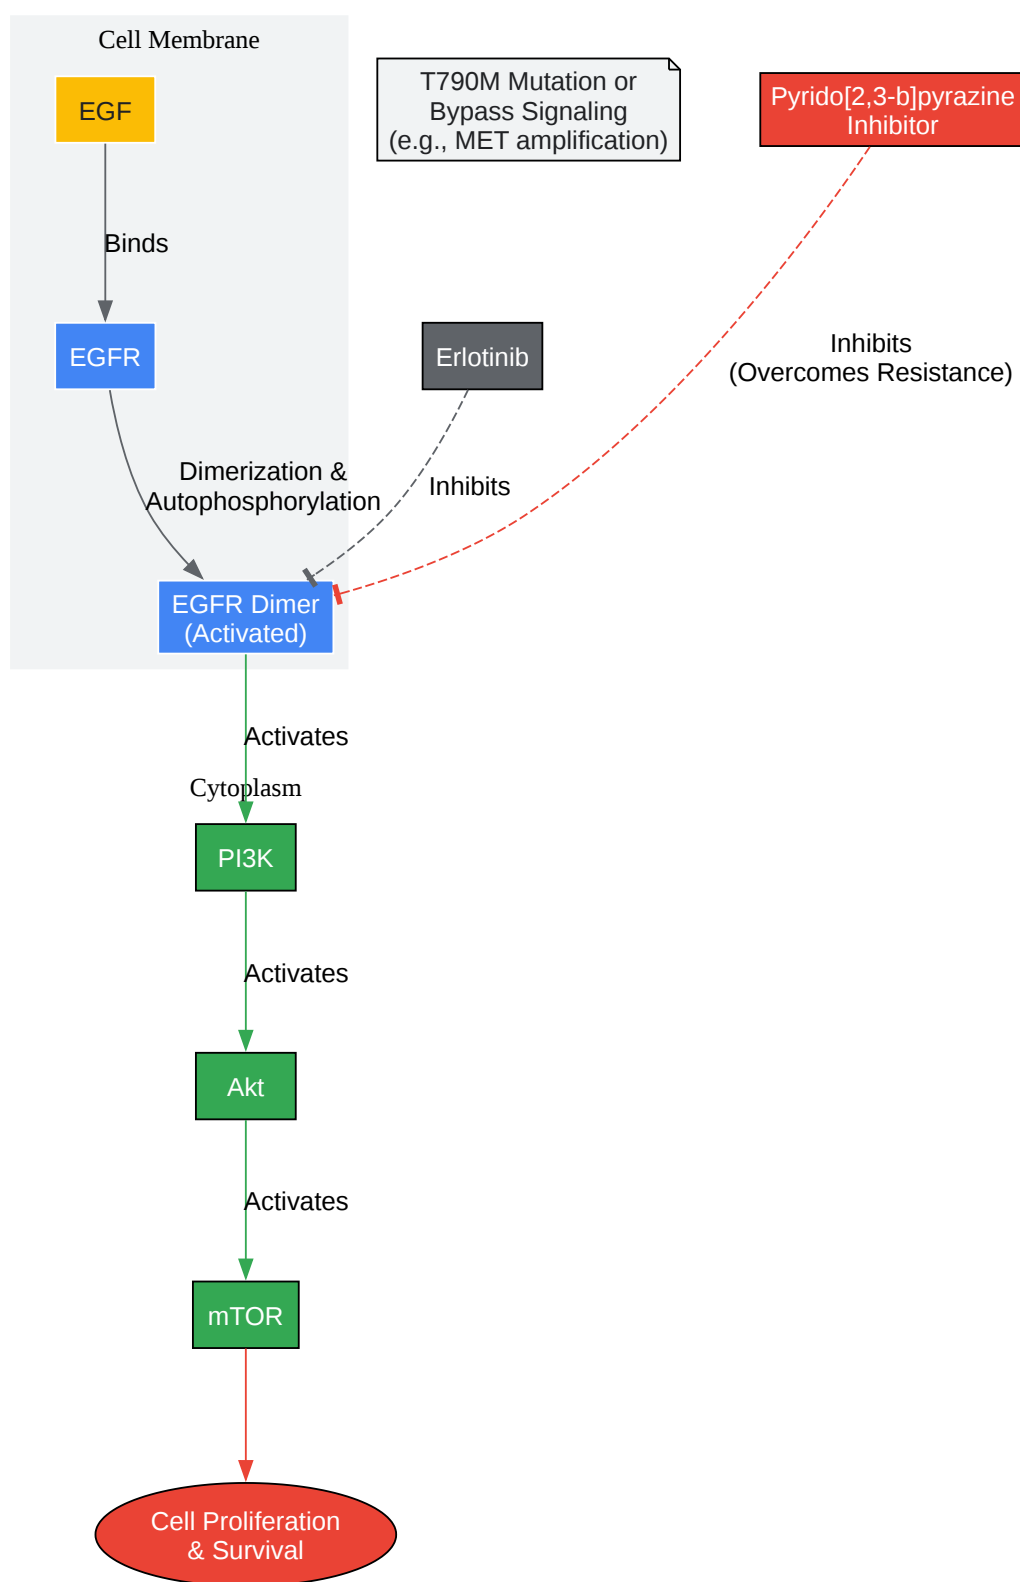 Cell Membrane
EGF
T790M Mutation or
Bypass Signaling
(e.g., MET amplification)
Pyrido[2,3-b]pyrazine
Inhibitor
Binds
EGFR
Erlotinib
Inhibits
(Overcomes Resistance)
Dimerization &
Autophosphorylation
Inhibits
EGFR Dimer
(Activated)
Activates
Cytoplasm
PI3K
Activates
Akt
Activates
mTOR
Cell Proliferation
& Survival